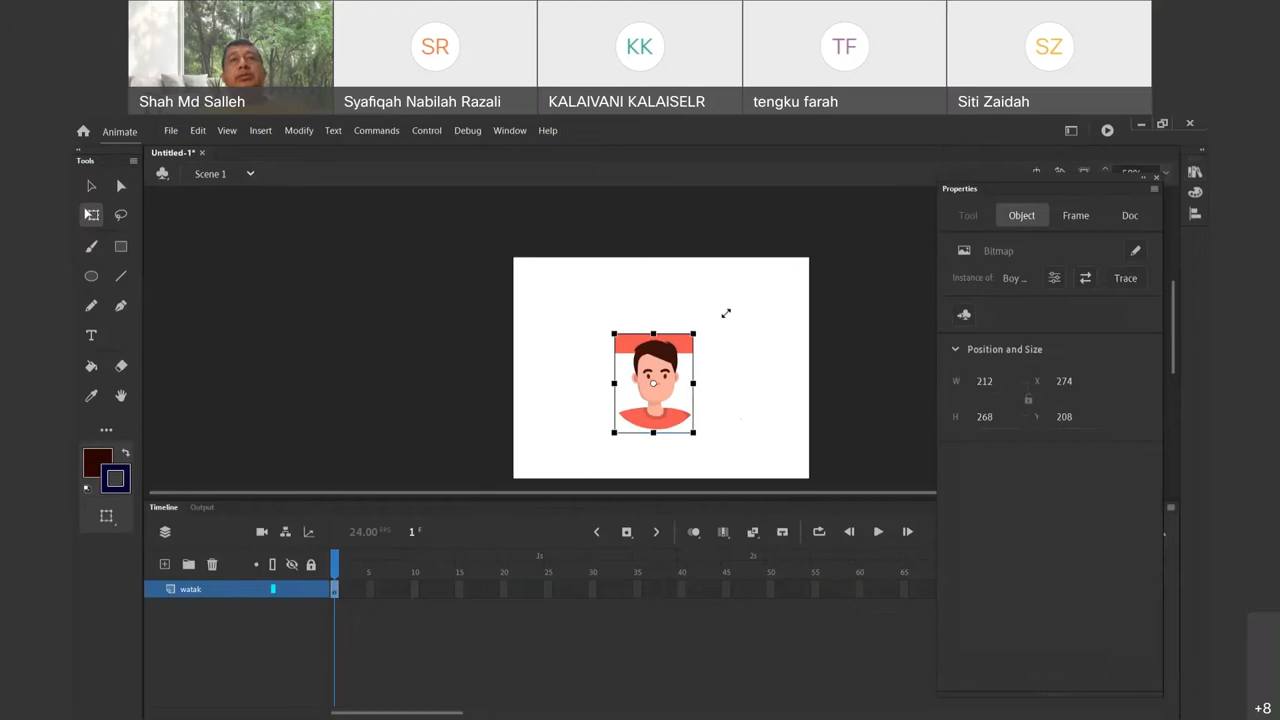 SR
KK
TF
SZ
Shah Md Salleh
Syafiqah Nabilah Razali
KALAIVANI KALAISELR
tengku farah
Siti Zaidah
Animate
File Edit View Insert Modify Text Commands Control Debug Window Help
Tools
Untitled-1*
Scene 1
Properties
Tool Object Frame Doc
Bitmap
Instance of: Boy ... Trace
Position and Size
W 212 X 274
H 268 Y 208
T
Timeline Output
24.00 FPS 1 F
1s 2s
5 10 15 20 25 30 35 40 45 50 55 60 65
watak
+8